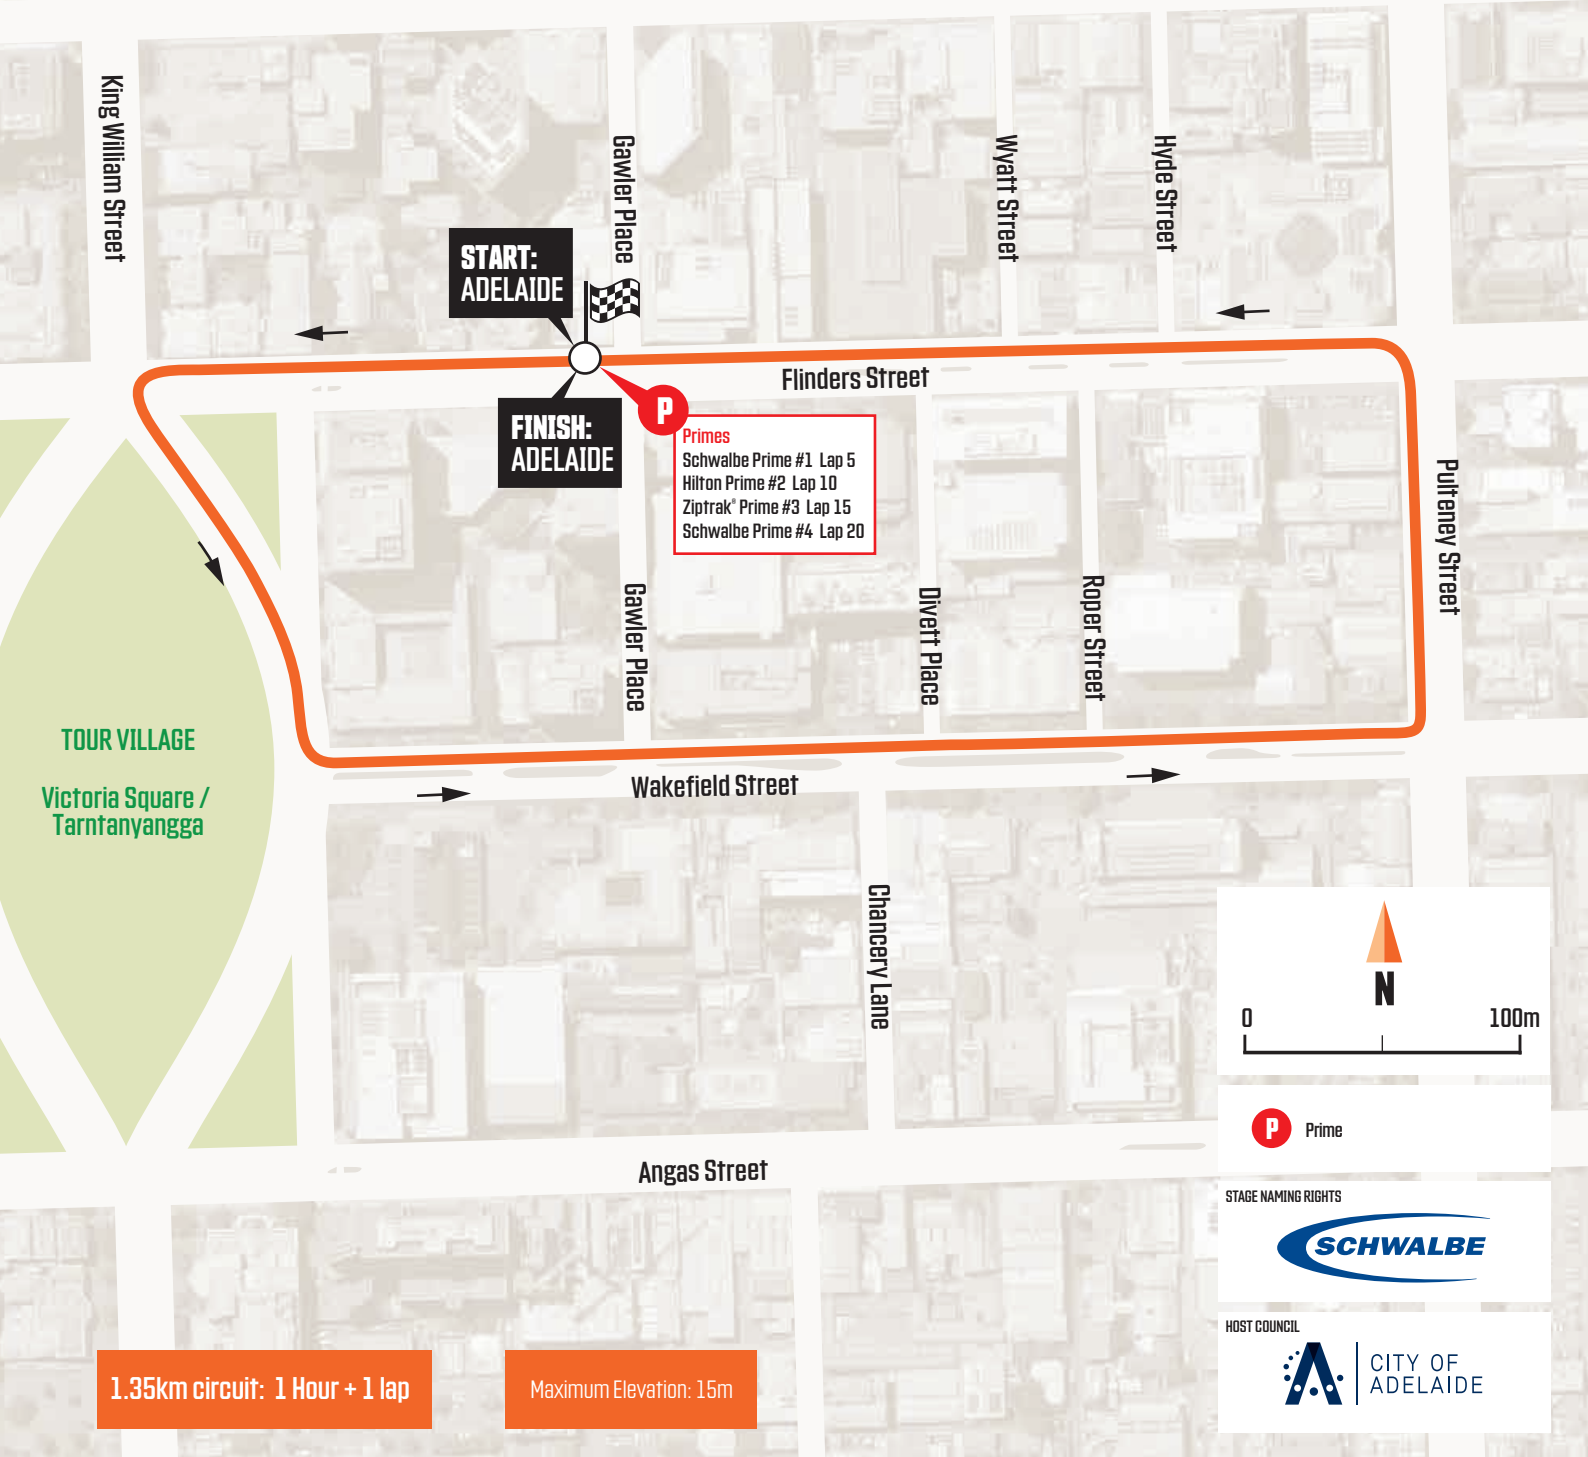 King William Street
Gawler Place
Wyatt Street
Hyde Street
START:
ADELAIDE
Flinders Street
FINISH:
ADELAIDE
P
Primes
Schwalbe Prime #1 Lap 5
Hilton Prime #2 Lap 10
Ziptrak® Prime #3 Lap 15
Schwalbe Prime #4 Lap 20
Pulteney Street
Gawler Place
Divett Place
Roper Street
TOUR VILLAGE
Victoria Square /
Tarntanyangga
Wakefield Street
Chancery Lane
N
0 100m
P Prime
Angas Street
STAGE NAMING RIGHTS
SCHWALBE
HOST COUNCIL
CITY OF
ADELAIDE
1.35km circuit: 1 Hour + 1 lap
Maximum Elevation: 15m